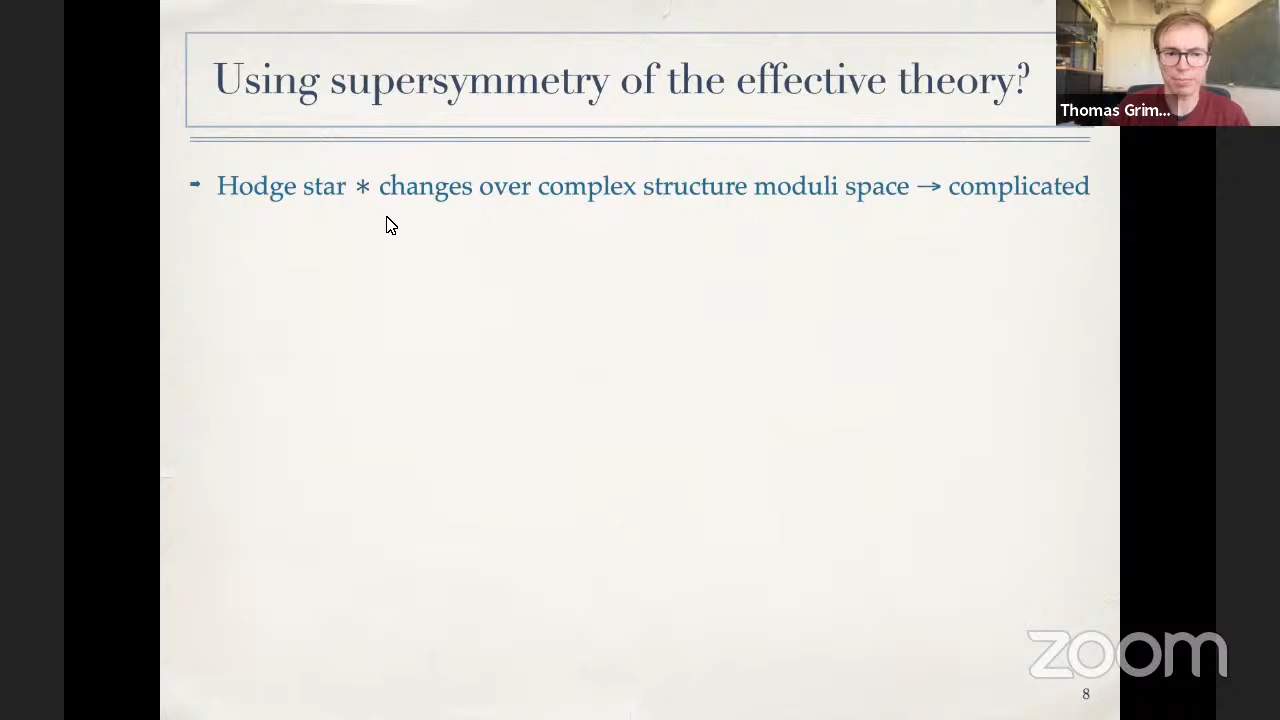 Using supersymmetry of the effective theory?
Thomas Grim...
➡ Hodge star ∗ changes over complex structure moduli space → complicated
zoom
8